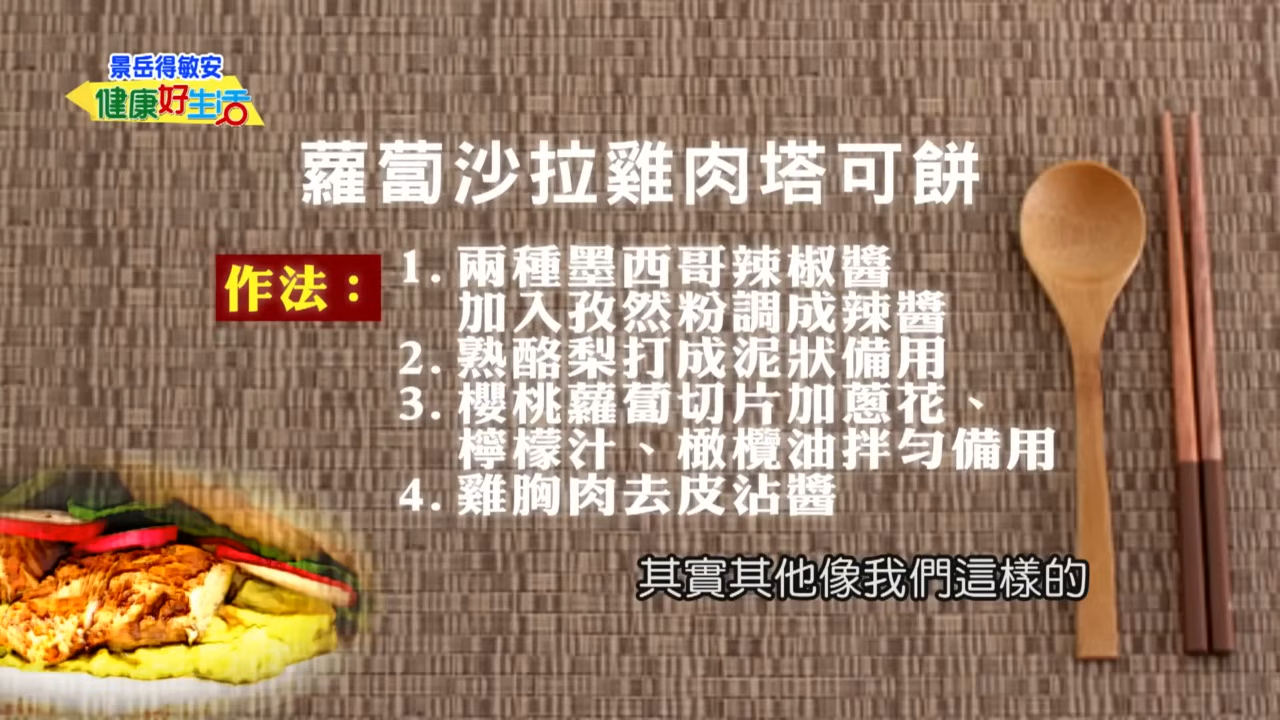 景岳得敏安
健康好生活
蘿蔔沙拉雞肉塔可餅
作法：
1. 兩種墨西哥辣椒醬
加入孜然粉調成辣醬
2. 熟酪梨打成泥狀備用
3. 櫻桃蘿蔔切片加蔥花、
檸檬汁、橄欖油拌勻備用
4. 雞胸肉去皮沾醬
其實其他像我們這樣的